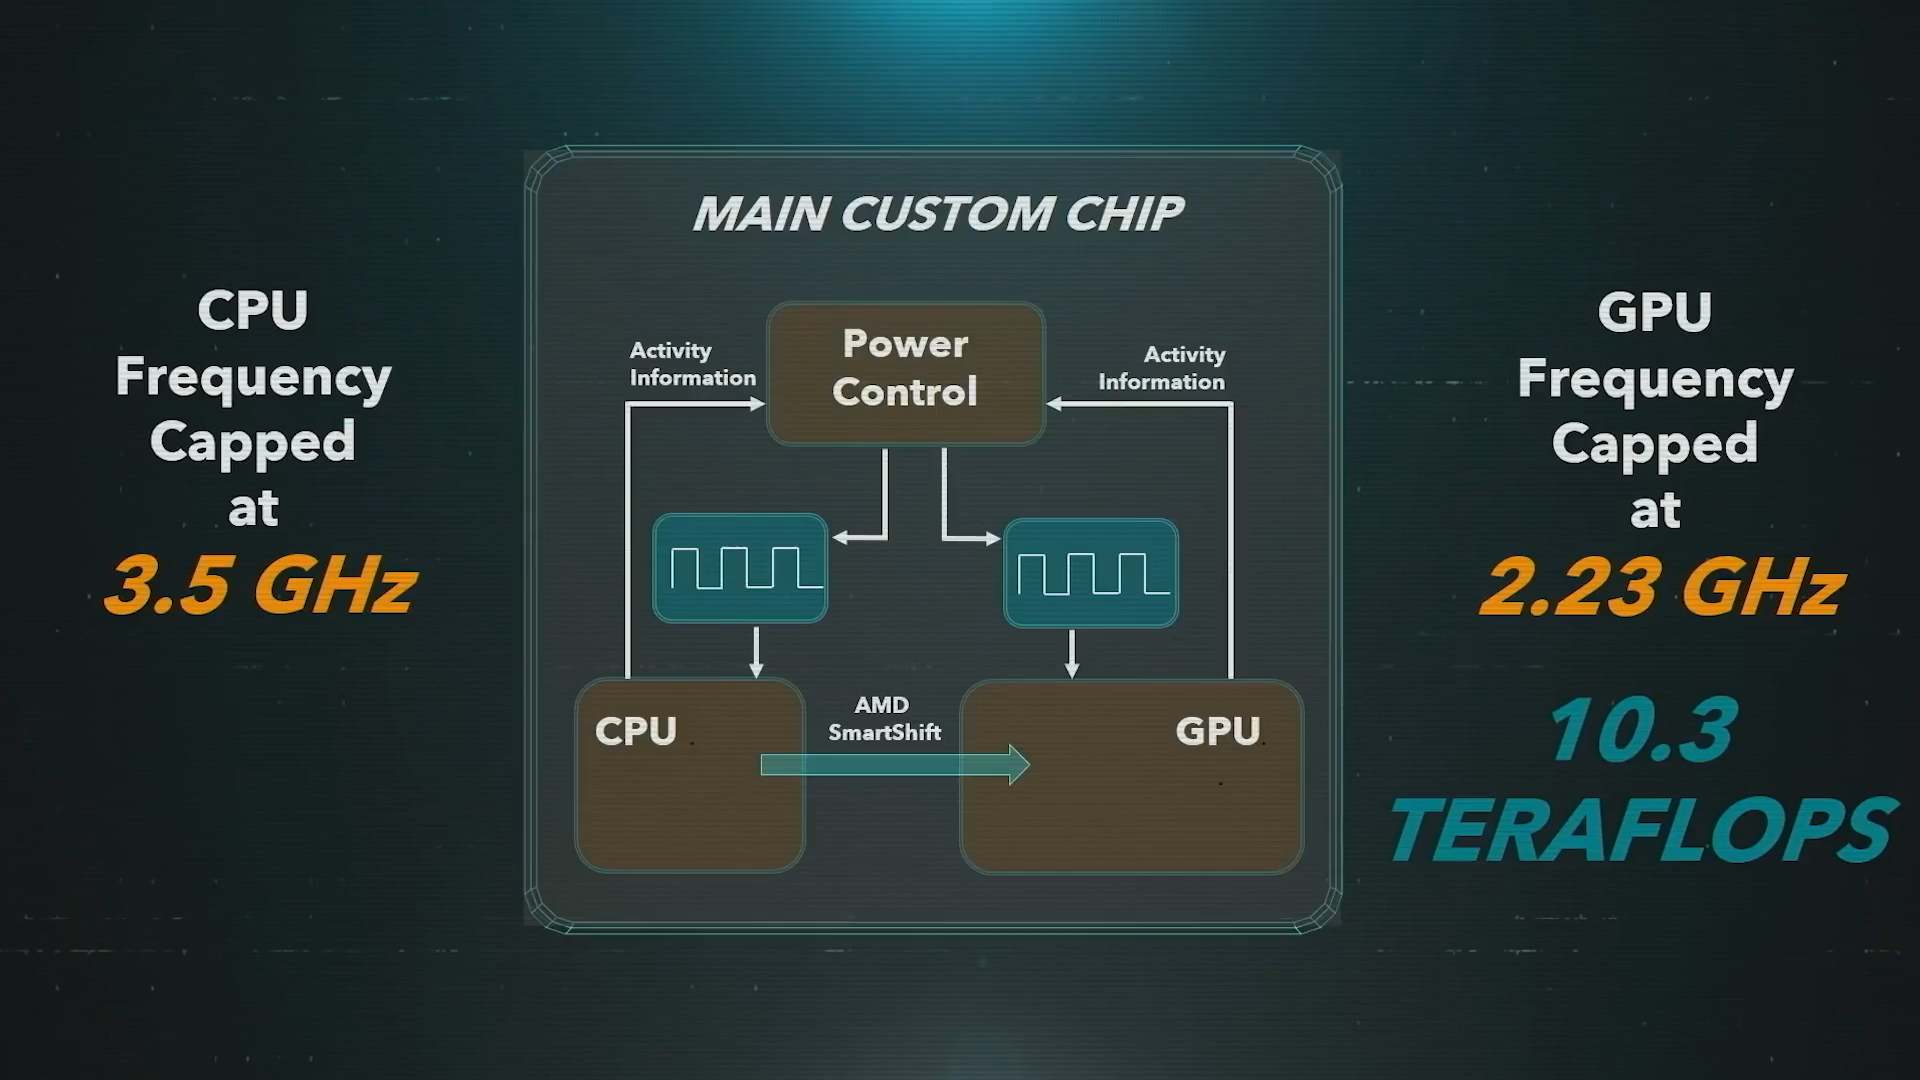 MAIN CUSTOM CHIP
CPU
Frequency
Capped
at
3.5 GHz
Activity
Information
Power
Control
Activity
Information
CPU
AMD
SmartShift
GPU
GPU
Frequency
Capped
at
2.23 GHz
10.3
TERAFLOPS